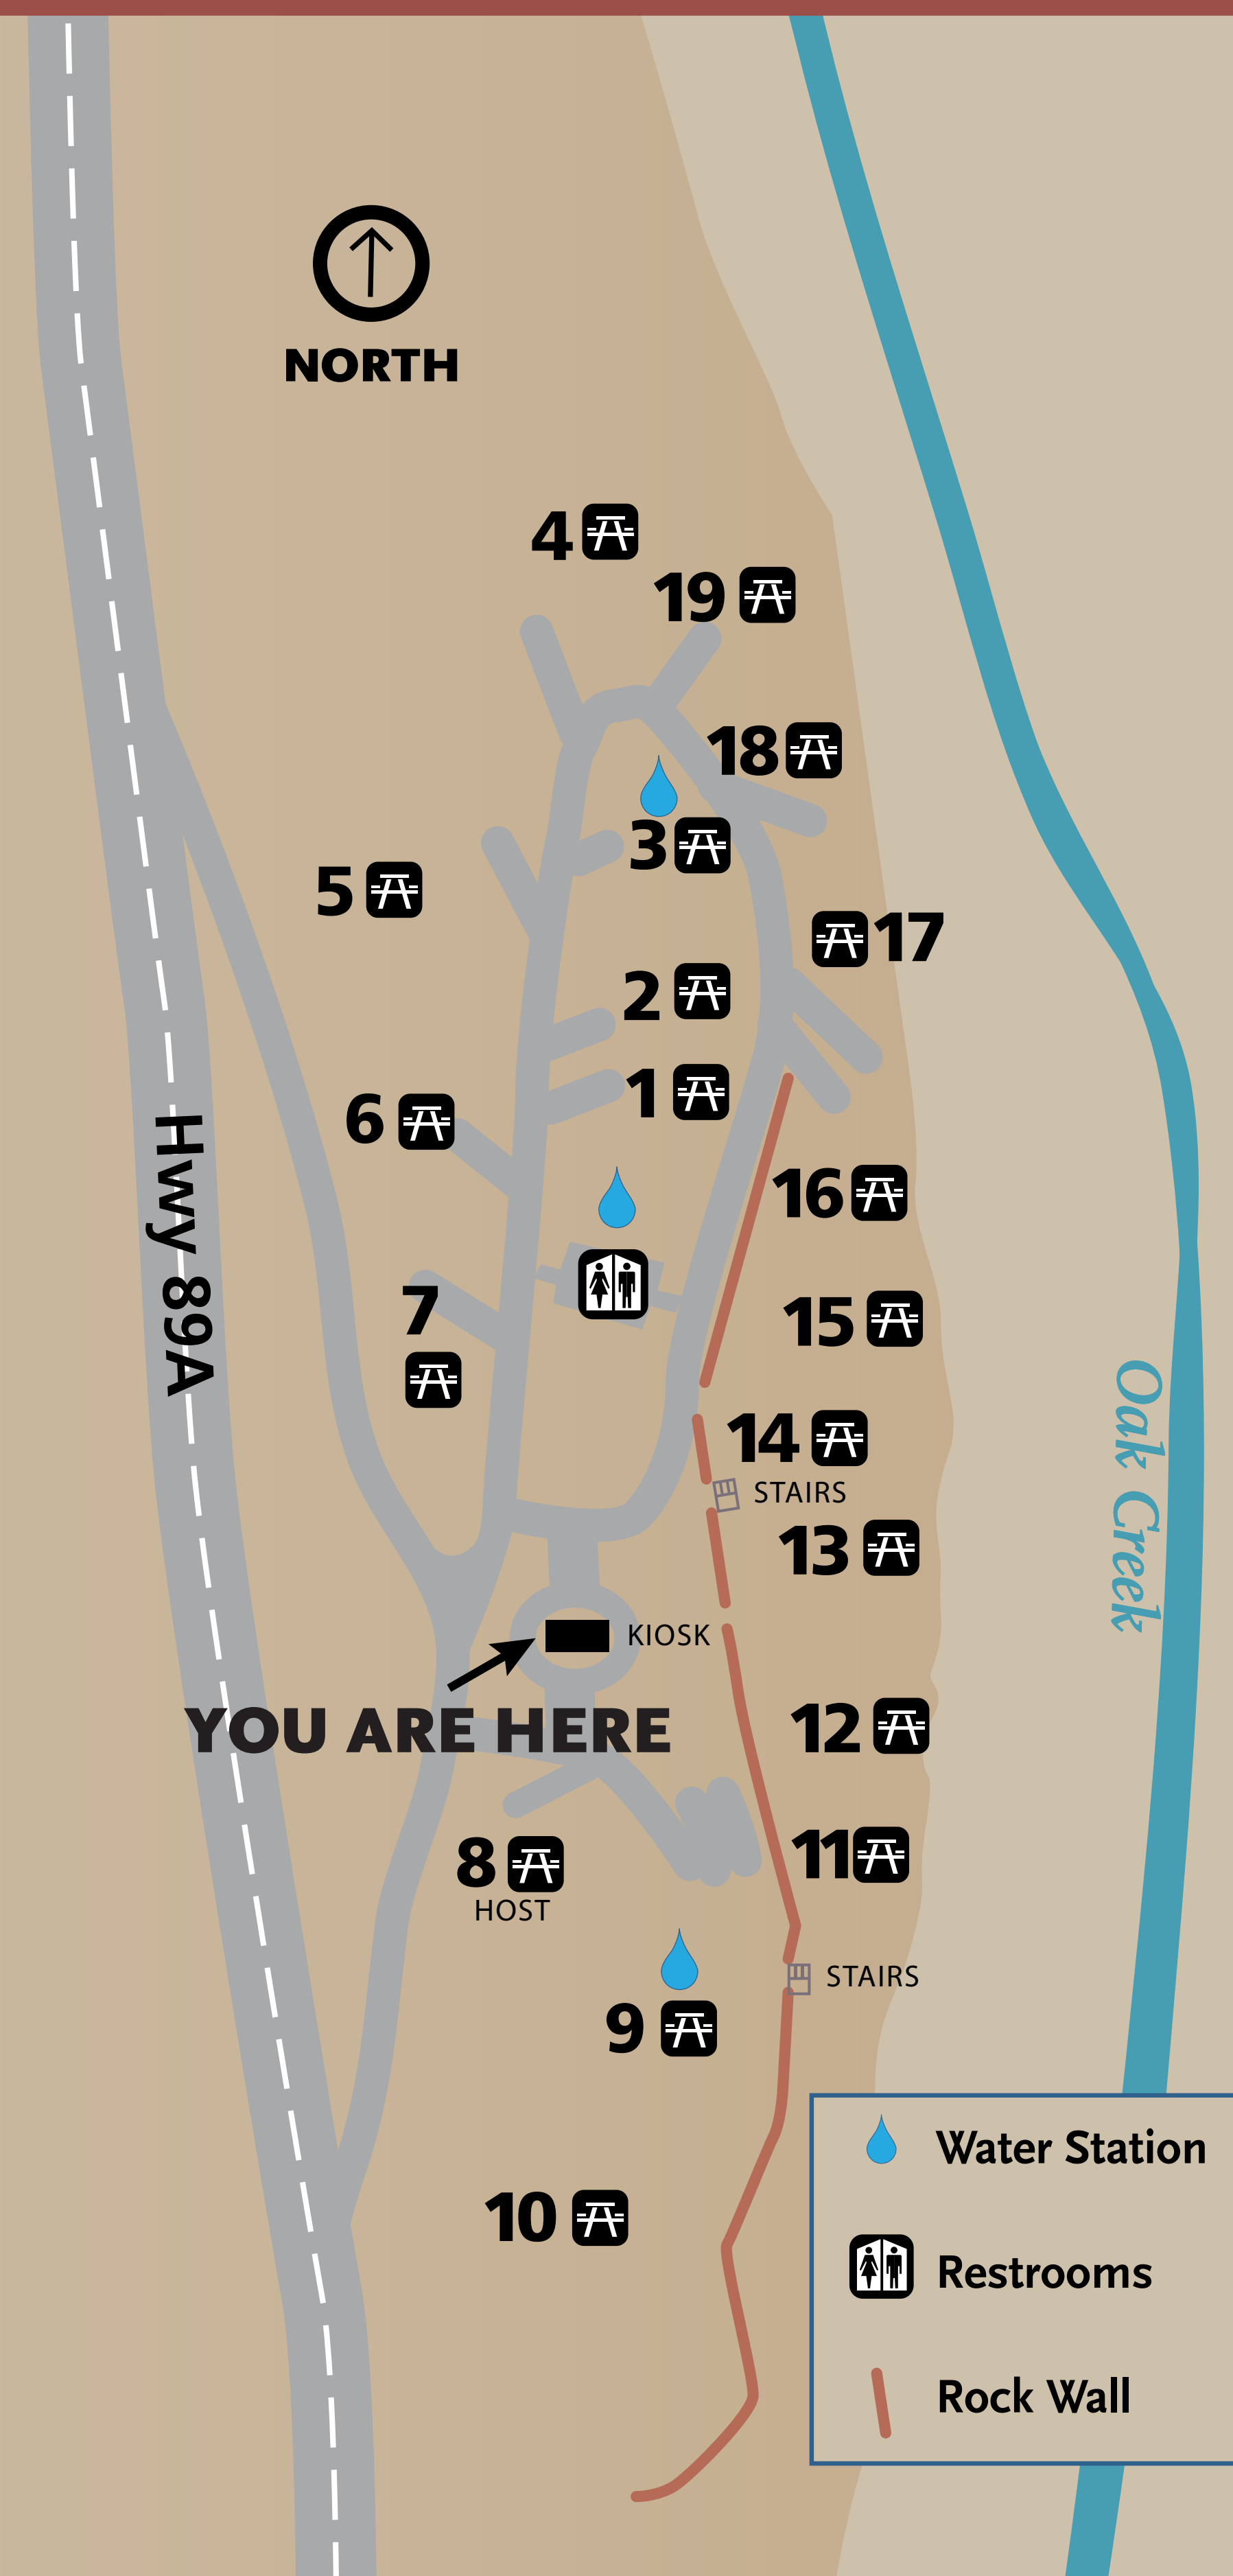 NORTH
4
19
18
3
5
17
2
1
6
Hwy 89A
16
7
15
Oak Creek
14
STAIRS
13
KIOSK
YOU ARE HERE
12
11
8
HOST
STAIRS
9
Water Station
10
Restrooms
Rock Wall